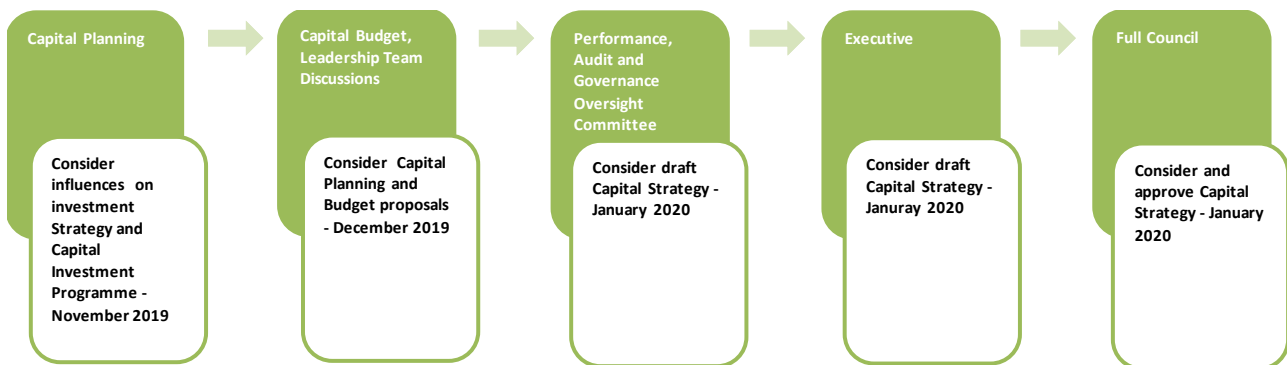 Capital Planning
Consider
influences on
investment
Strategy and
Capital
Investment
Programme -
November 2019
Capital Budget,
Leadership Team
Discussions
Consider Capital
Planning and
Budget proposals
- December 2019
Performance,
Audit and
Governance
Oversight
Committee
Consider draft
Capital Strategy -
January 2020
Executive
Consider draft
Capital Strategy -
Januray 2020
Full Council
Consider and
approve Capital
Strategy - January
2020